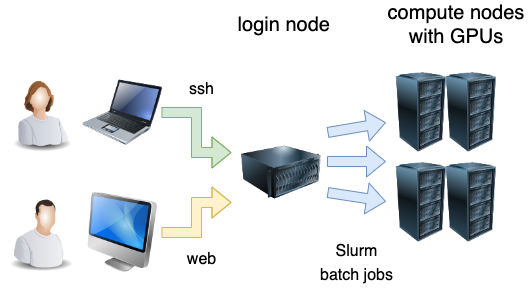 login node
compute nodes
with GPUs
ssh
web
Slurm
batch jobs